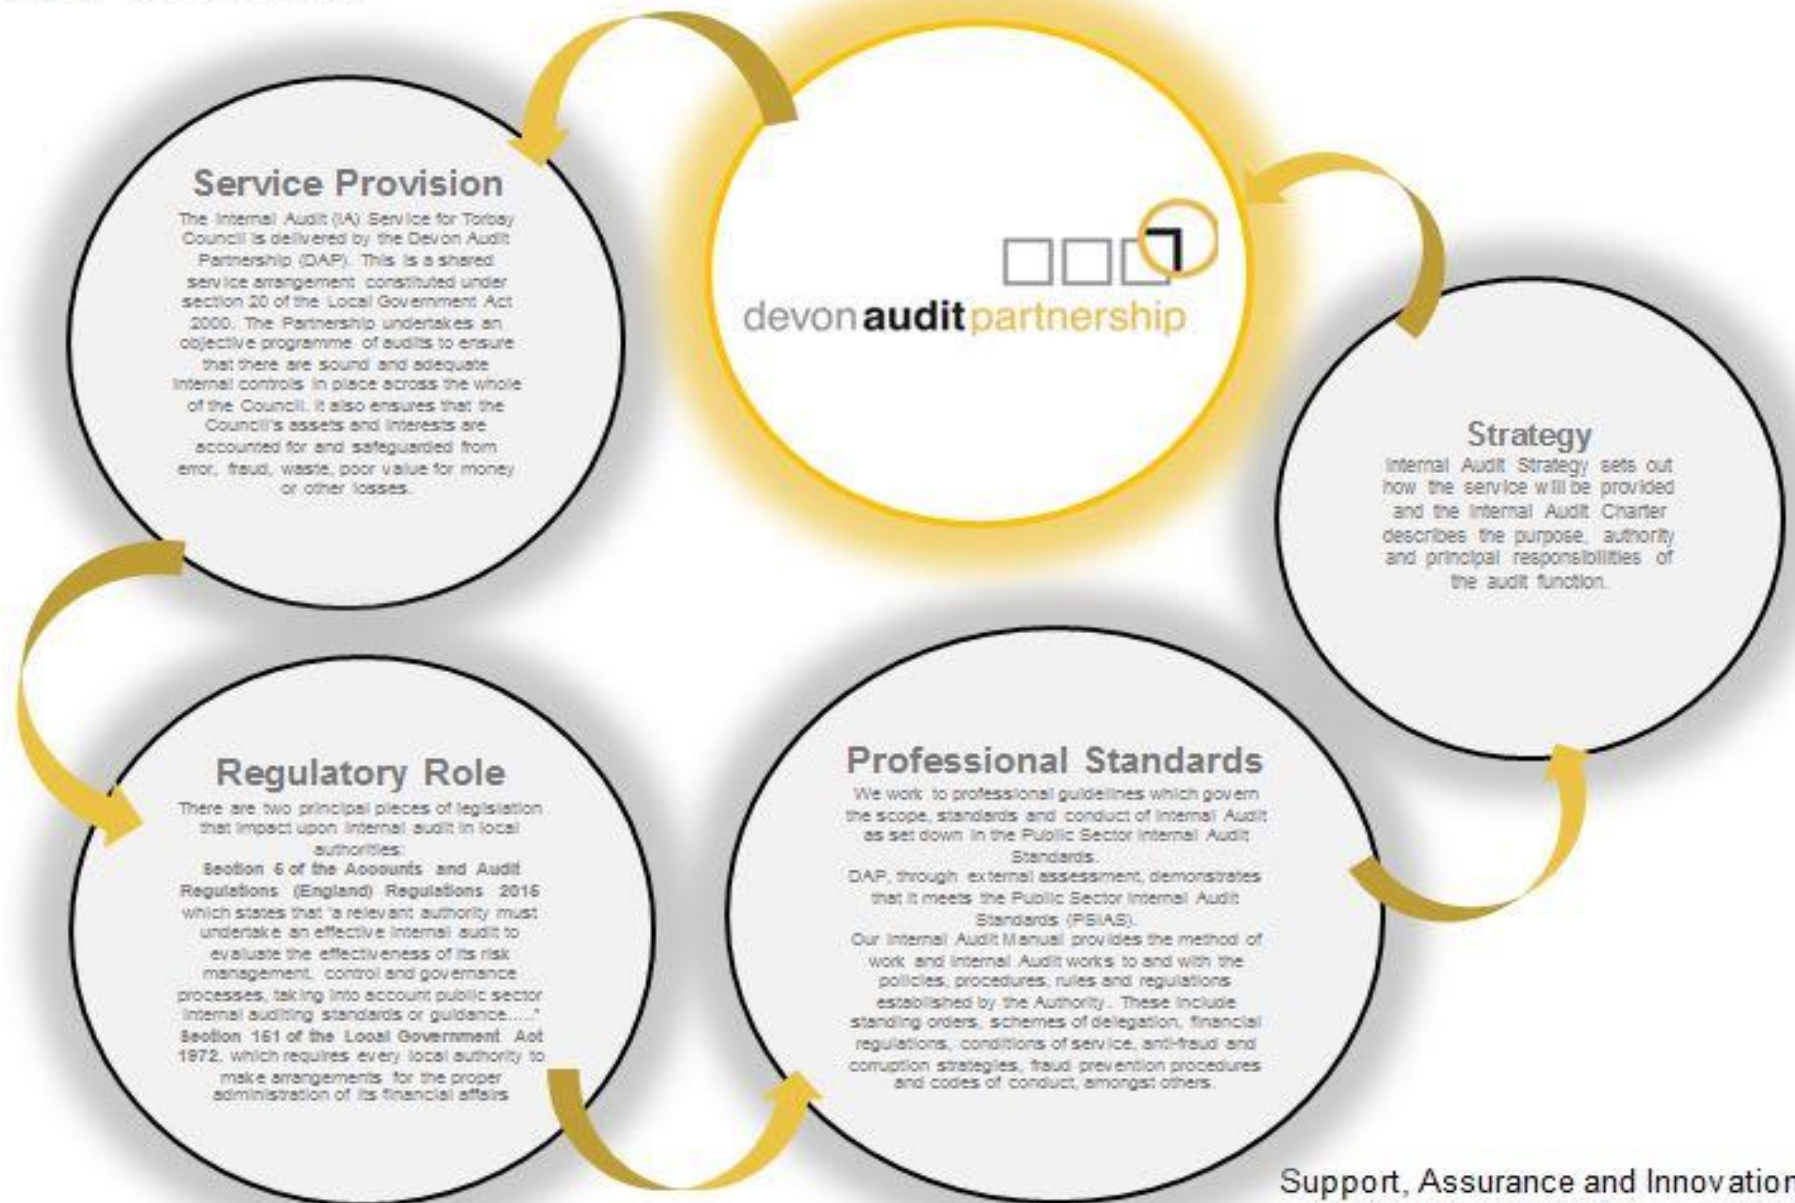 devon audit partnership
Service Provision
The Internal Audit (IA) Service for Torbay
Council is delivered by the Devon Audit
Partnership (DAP). This is a shared
service arrangement constituted under
section 20 of the Local Government Act
2000. The Partnership undertakes an
objective programme of audits to ensure
that there are sound and adequate
internal controls in place across the whole
of the Council. It also ensures that the
Council's assets and interests are
accounted for and safeguarded from
error, fraud, waste, poor value for money
or other losses.
Regulatory Role
There are two principal pieces of legislation
that impact upon internal audit in local
authorities:
Section 5 of the Accounts and Audit
Regulations (England) Regulations 2015
which states that "a relevant authority must
undertake an effective internal audit to
evaluate the effectiveness of its risk
management, control and governance
processes, taking into account public sector
internal auditing standards or guidance....."
Section 151 of the Local Government Act
1972, which requires every local authority to
make arrangements for the proper
administration of its financial affairs
Professional Standards
We work to professional guidelines which govern
the scope, standards and conduct of Internal Audit
as set down in the Public Sector Internal Audit
Standards.
DAP, through external assessment, demonstrates
that it meets the Public Sector Internal Audit
Standards (PSIAS).
Our Internal Audit Manual provides the method of
work and Internal Audit works to and with the
policies, procedures, rules and regulations
established by the Authority. These include
standing orders, schemes of delegation, financial
regulations, conditions of service, anti-fraud and
corruption strategies, fraud prevention procedures
and codes of conduct, amongst others.
Strategy
Internal Audit Strategy sets out
how the service will be provided
and the Internal Audit Charter
describes the purpose, authority
and principal responsibilities of
the audit function.
Support, Assurance and Innovation